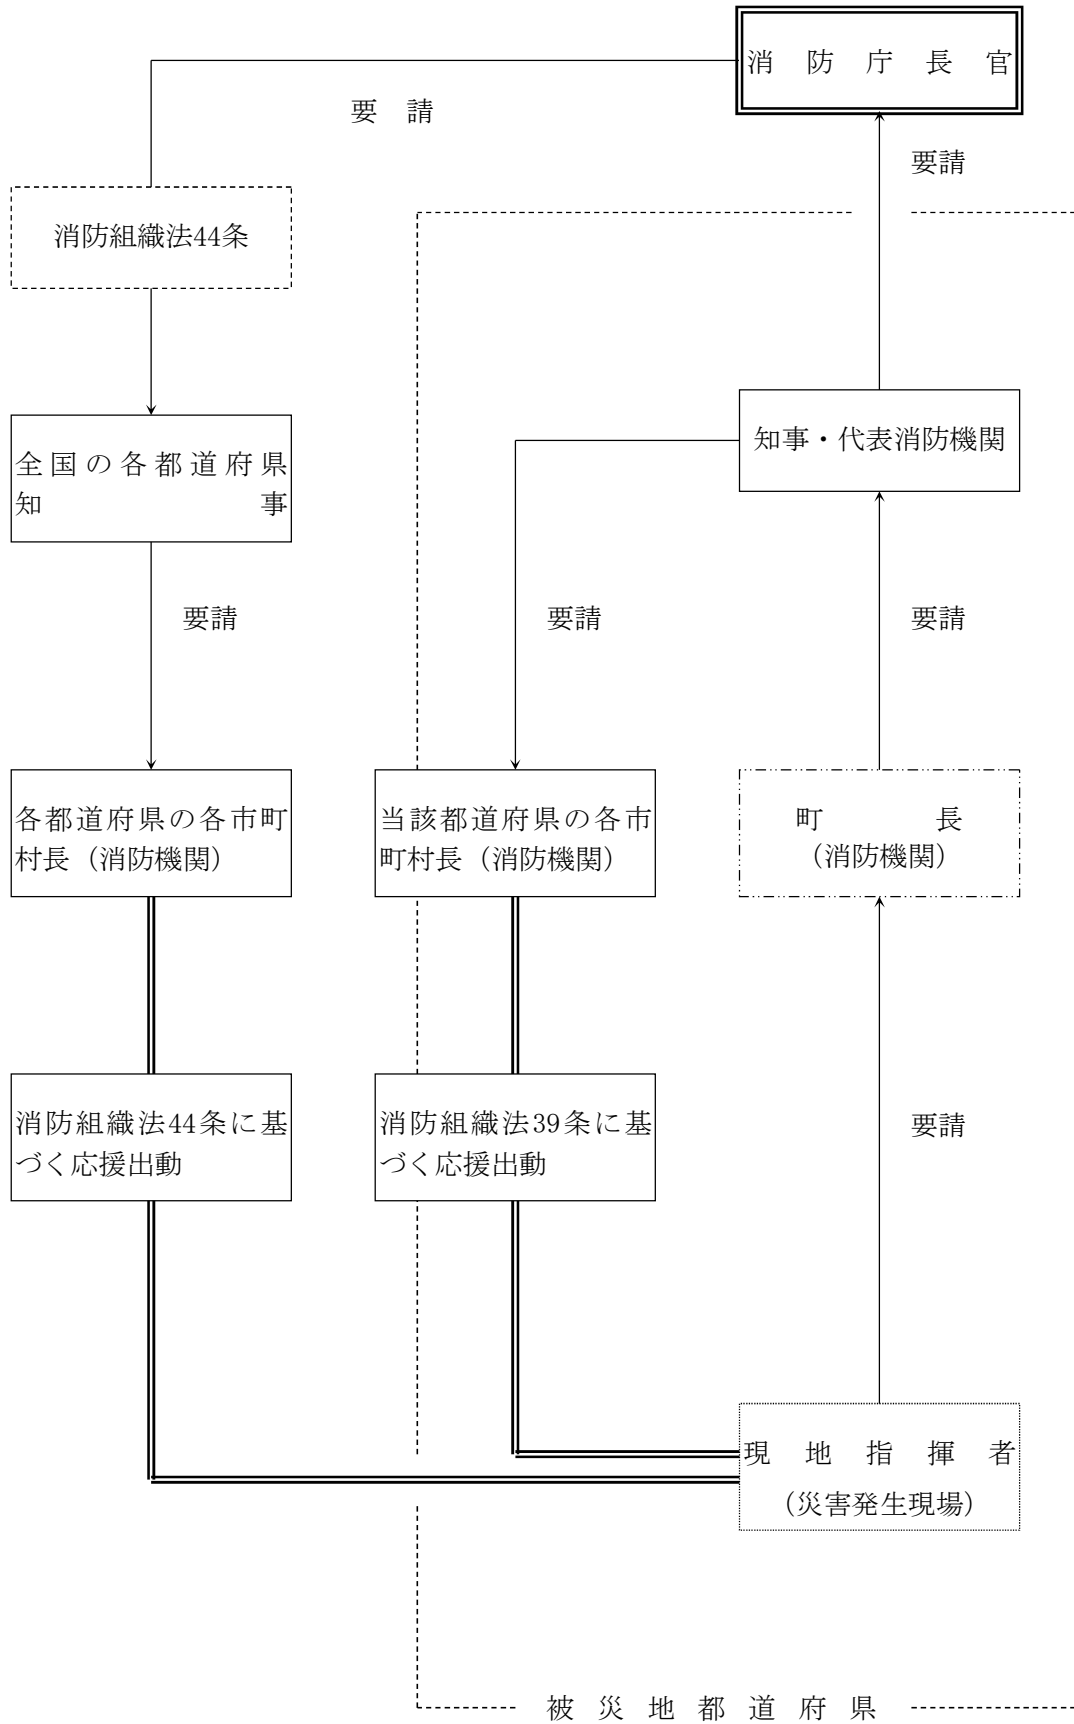 消防庁長官
要　請
要請
消防組織法44条
知事・代表消防機関
全国の各都道府県
知事
要請
要請
要請
各都道府県の各市町
村長（消防機関）
当該都道府県の各市
町村長（消防機関）
町長
（消防機関）
消防組織法44条に基
づく応援出動
消防組織法39条に基
づく応援出動
要請
現地指揮者
（災害発生現場）
被災地都道府県